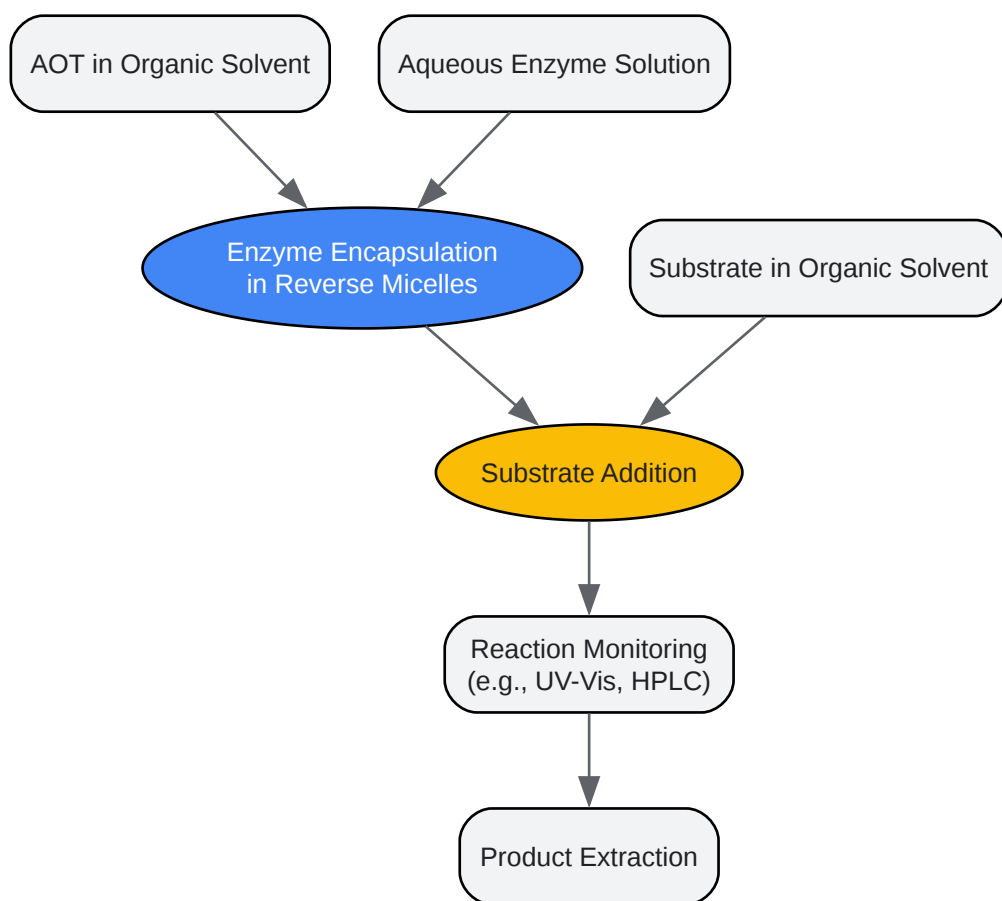 AOT in Organic Solvent
Aqueous Enzyme Solution
Enzyme Encapsulation
in Reverse Micelles
Substrate in Organic Solvent
Substrate Addition
Reaction Monitoring
(e.g., UV-Vis, HPLC)
Product Extraction